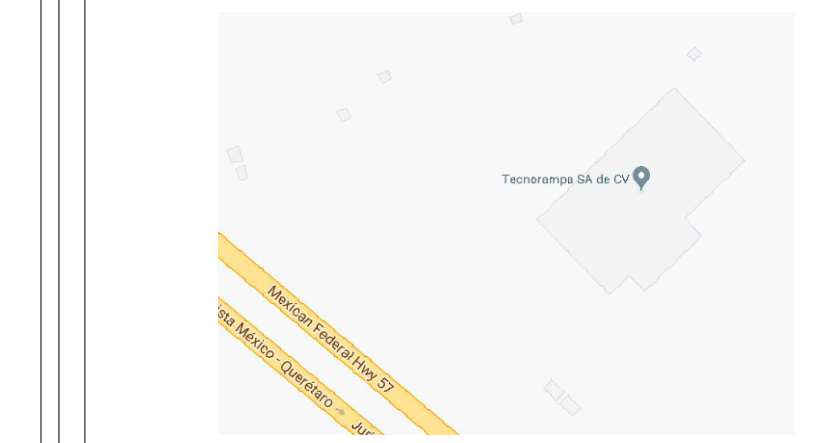 Tecnorampa SA de CV
Mexican Federal Hwy 57
ista México - Querétaro